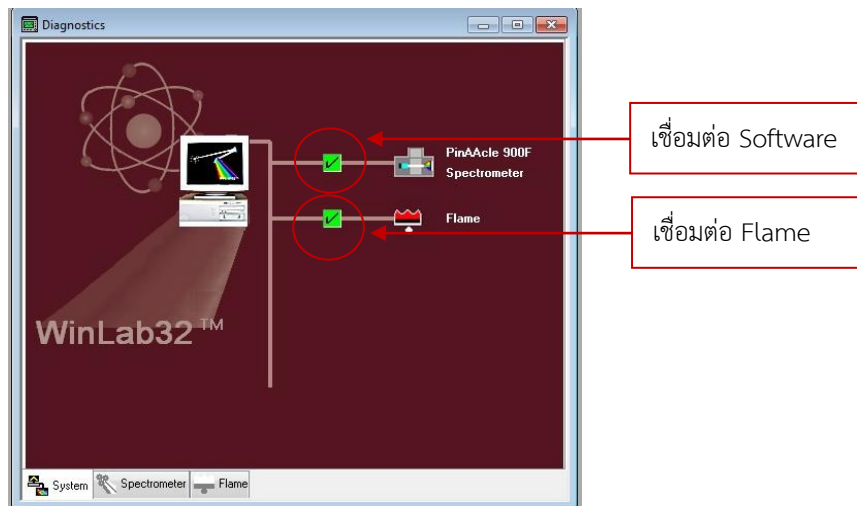 Diagnostics
เชื่อมต่อ Software
PinAAcle 900F
Spectrometer
เชื่อมต่อ Flame
Flame
WinLab32™
System Spectrometer Flame